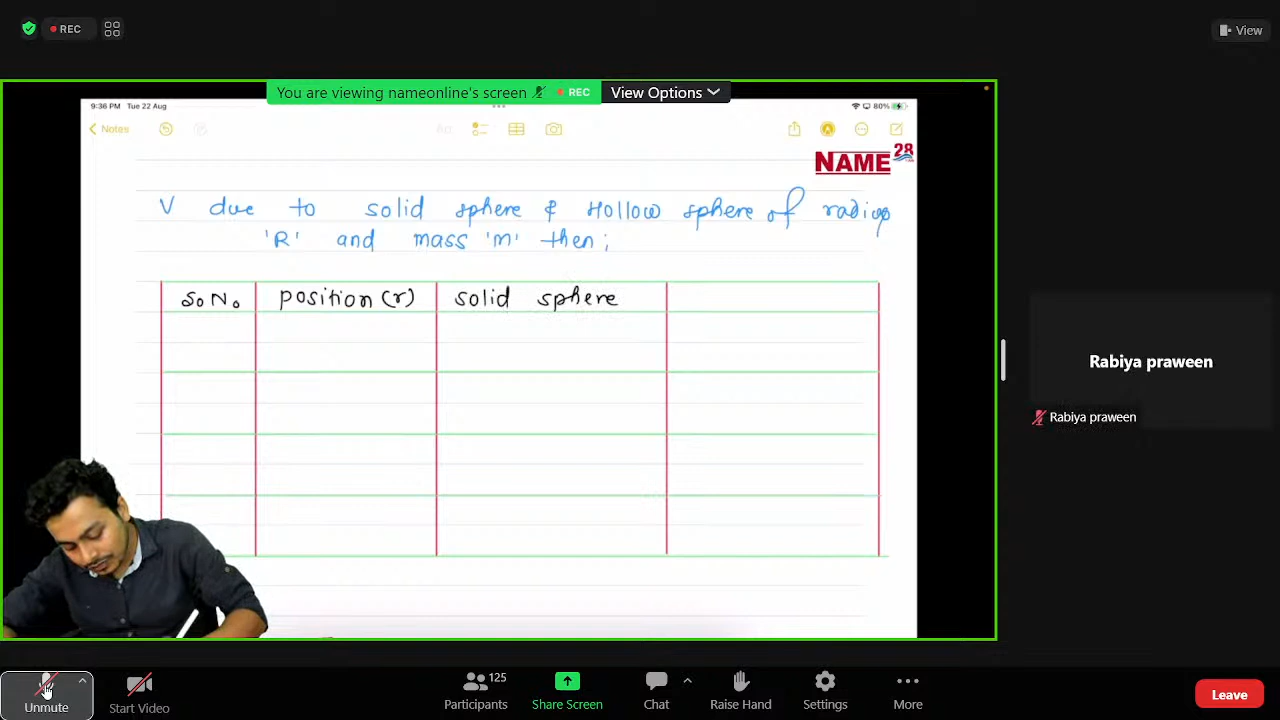 REC
View
You are viewing nameonline's screen
REC
View Options
9:36 PM Tue 22 Aug
80%
Notes
Aa
NAME 28
V due to solid sphere & Hollow sphere of radius
'R' and mass 'm' then;
So No
position (r)
solid sphere
Rabiya praween
Rabiya praween
Unmute
Start Video
Participants
125
Share Screen
Chat
Raise Hand
Settings
More
Leave